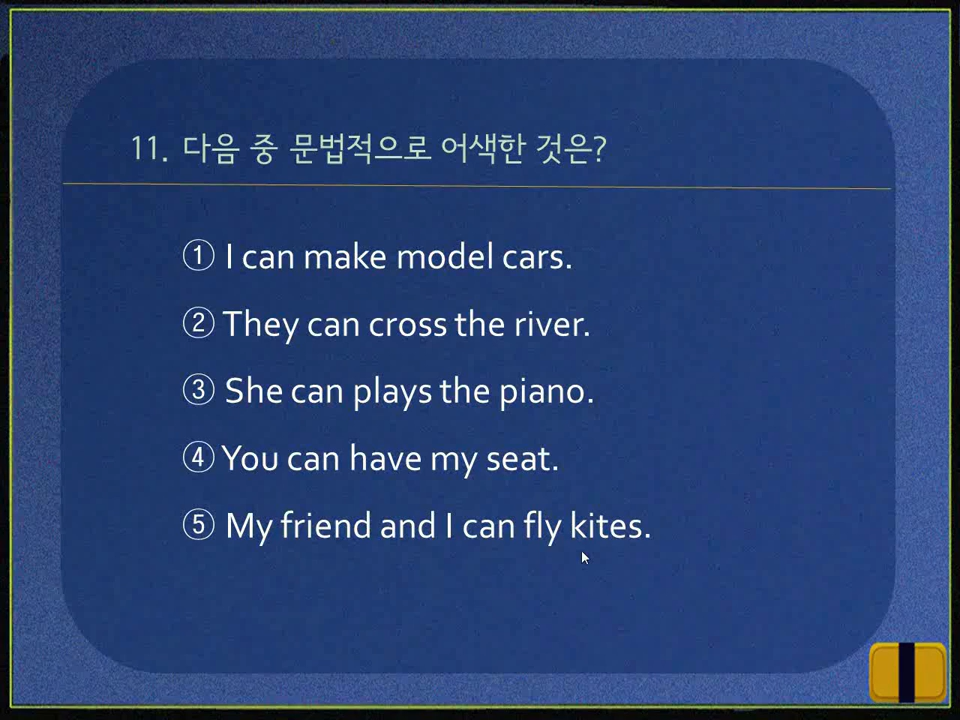 11. 다음 중 문법적으로 어색한 것은?
① I can make model cars.
② They can cross the river.
③ She can plays the piano.
④ You can have my seat.
⑤ My friend and I can fly kites.